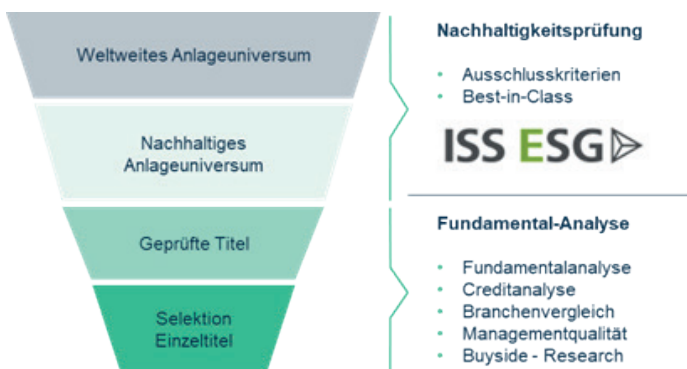 Weltweites Anlageuniversum
Nachhaltiges
Anlageuniversum
Geprüfte Titel
Selektion
Einzeltitel
Nachhaltigkeitsprüfung
• Ausschlusskriterien
• Best-in-Class
ISS ESG
Fundamental-Analyse
• Fundamentalanalyse
• Creditanalyse
• Branchenvergleich
• Managementqualität
• Buyside - Research